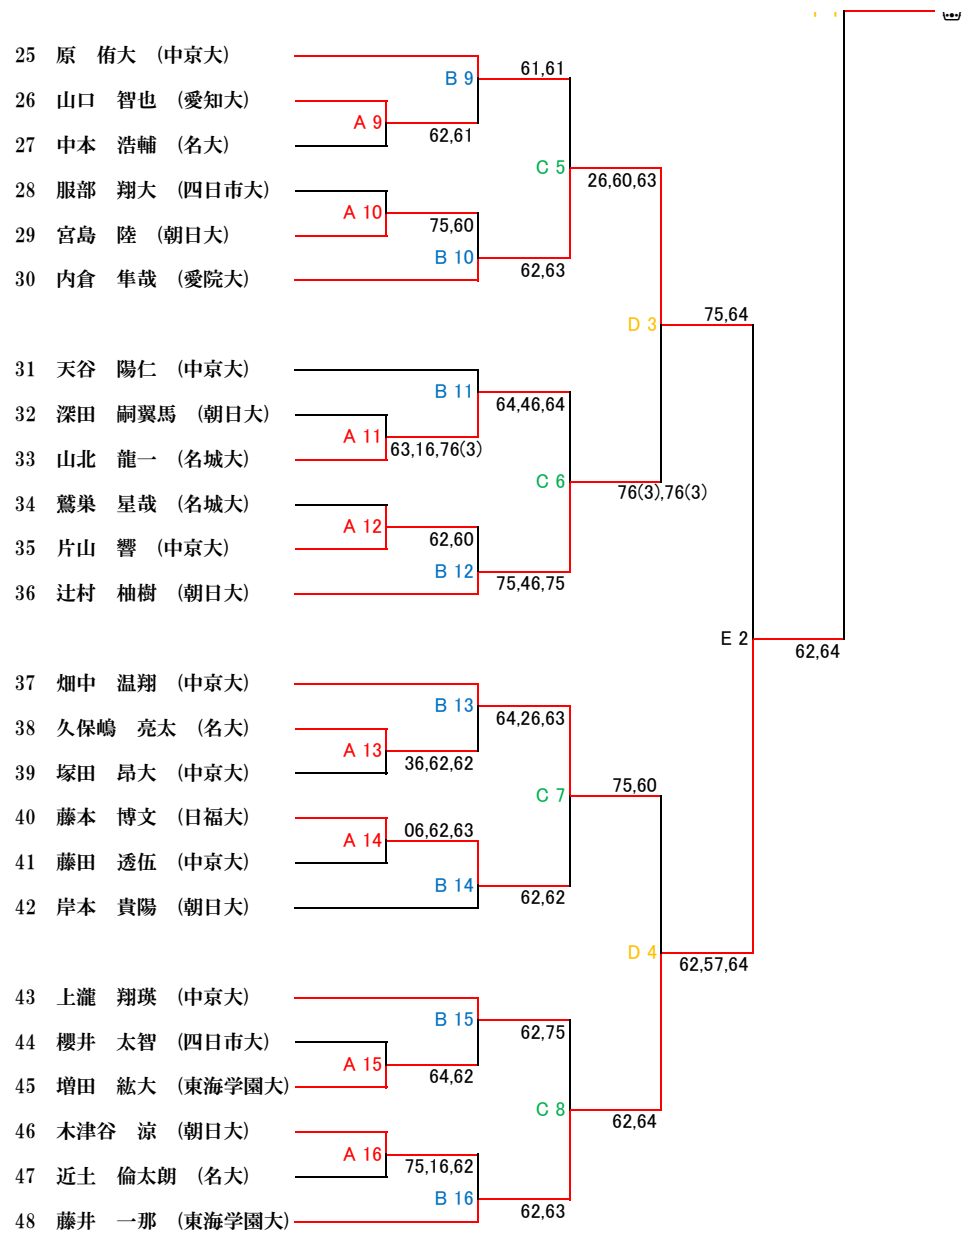 25 原 侑大 (中京大)
61,61
B 9
26 山口 智也 (愛知大)
A 9
62,61
27 中本 浩輔 (名大)
C 5
26,60,63
28 服部 翔大 (四日市大)
A 10
75,60
29 宮島 陸 (朝日大)
B 10
62,63
30 内倉 隼哉 (愛院大)
D 3
75,64
31 天谷 陽仁 (中京大)
B 11
64,46,64
32 深田 嗣翼馬 (朝日大)
A 11
63,16,76(3)
33 山北 龍一 (名城大)
C 6
76(3),76(3)
34 鷲巣 星哉 (名城大)
A 12
62,60
35 片山 響 (中京大)
B 12
75,46,75
36 辻村 柚樹 (朝日大)
E 2
62,64
37 畑中 温翔 (中京大)
B 13
64,26,63
38 久保嶋 亮太 (名大)
A 13
36,62,62
39 塚田 昂大 (中京大)
C 7
75,60
40 藤本 博文 (日福大)
06,62,63
A 14
41 藤田 透伍 (中京大)
B 14
62,62
42 岸本 貴陽 (朝日大)
D 4
62,57,64
43 上瀧 翔瑛 (中京大)
B 15
62,75
44 櫻井 太智 (四日市大)
A 15
64,62
45 増田 紘大 (東海学園大)
C 8
62,64
46 木津谷 涼 (朝日大)
A 16
75,16,62
47 近土 倫太朗 (名大)
B 16
62,63
48 藤井 一那 (東海学園大)